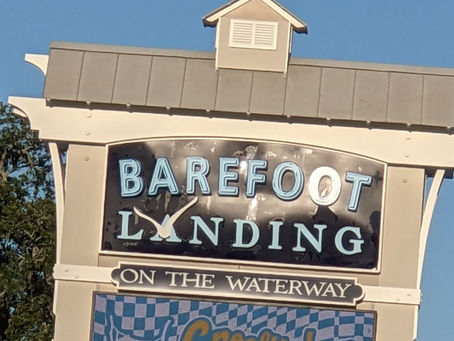 BAREFOOT
LANDING
ON THE WATERWAY